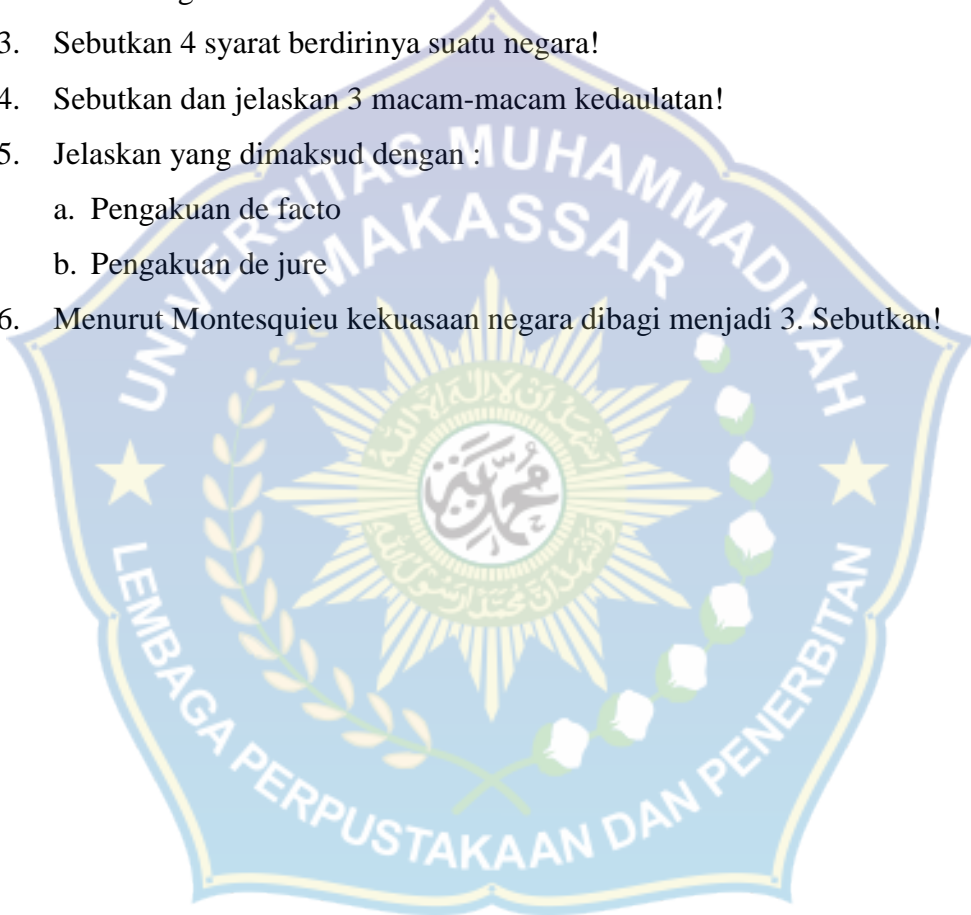 3. Sebutkan 4 syarat berdirinya suatu negara!
4. Sebutkan dan jelaskan 3 macam-macam kedaulatan!
5. Jelaskan yang dimaksud dengan :
a. Pengakuan de facto
b. Pengakuan de jure
6. Menurut Montesquieu kekuasaan negara dibagi menjadi 3. Sebutkan!
UNIVERSITAS MUHAMMADIYAH
MAKASSAR
LEMBAGA PERPUSTAKAAN DAN PENERBITAN